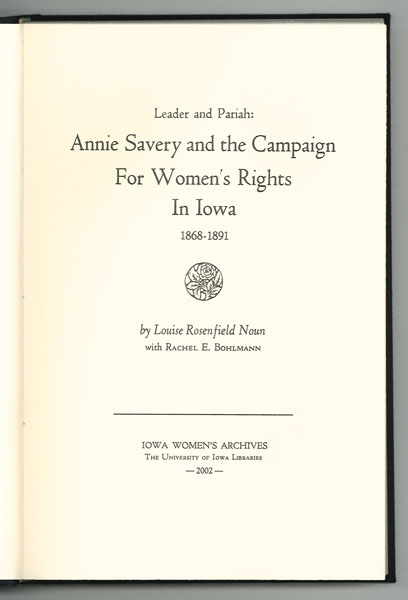 Leader and Pariah:
Annie Savery and the Campaign
For Women's Rights
In Iowa
1868-1891
by Louise Rosenfield Noun
with RACHEL E. BOHLMANN
IOWA WOMEN'S ARCHIVES
THE UNIVERSITY OF IOWA LIBRARIES
— 2002 —